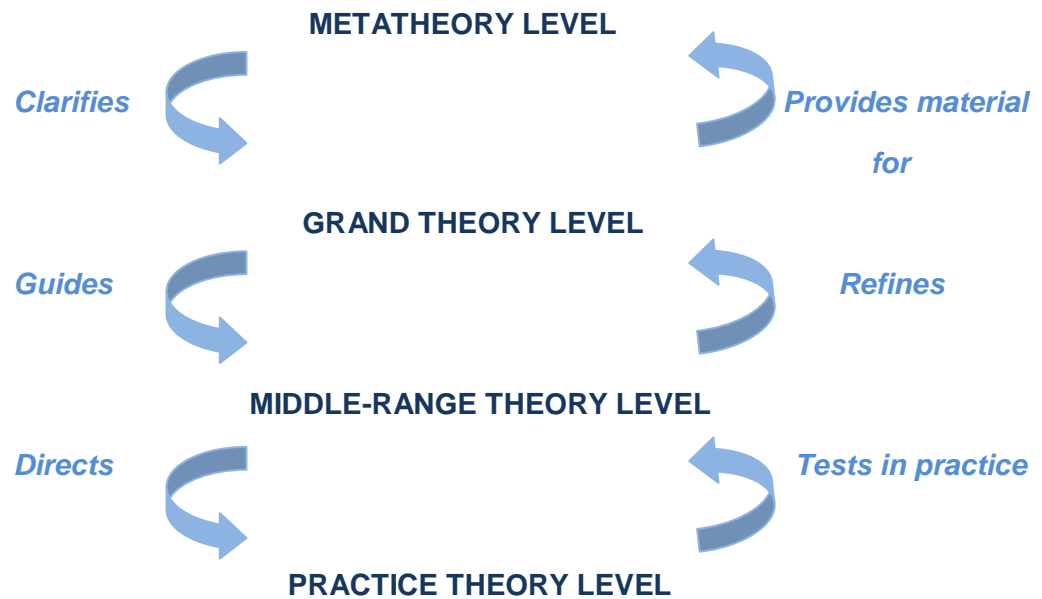 METATHEORY LEVEL
Clarifies
Provides material
for
GRAND THEORY LEVEL
Guides
Refines
MIDDLE-RANGE THEORY LEVEL
Directs
Tests in practice
PRACTICE THEORY LEVEL